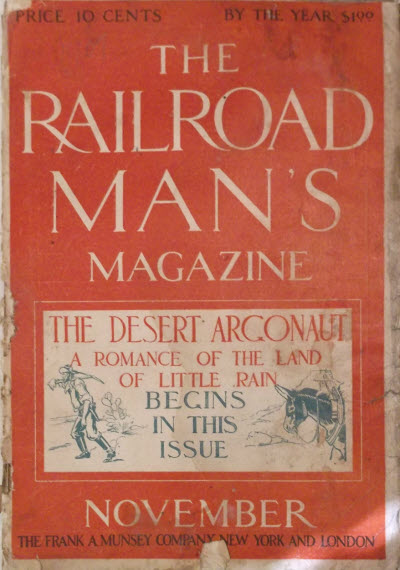 PRICE 10 CENTS BY THE YEAR $1.00
THE
RAILROAD
MAN'S
MAGAZINE
THE DESERT ARGONAUT
A ROMANCE OF THE LAND
OF LITTLE RAIN
BEGINS
IN THIS
ISSUE
NOVEMBER
THE FRANK A. MUNSEY COMPANY, NEW YORK AND LONDON